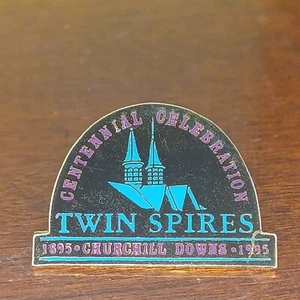 CENTENNIAL CELEBRATION
TWIN SPIRES
1895 • CHURCHILL DOWNS • 1995